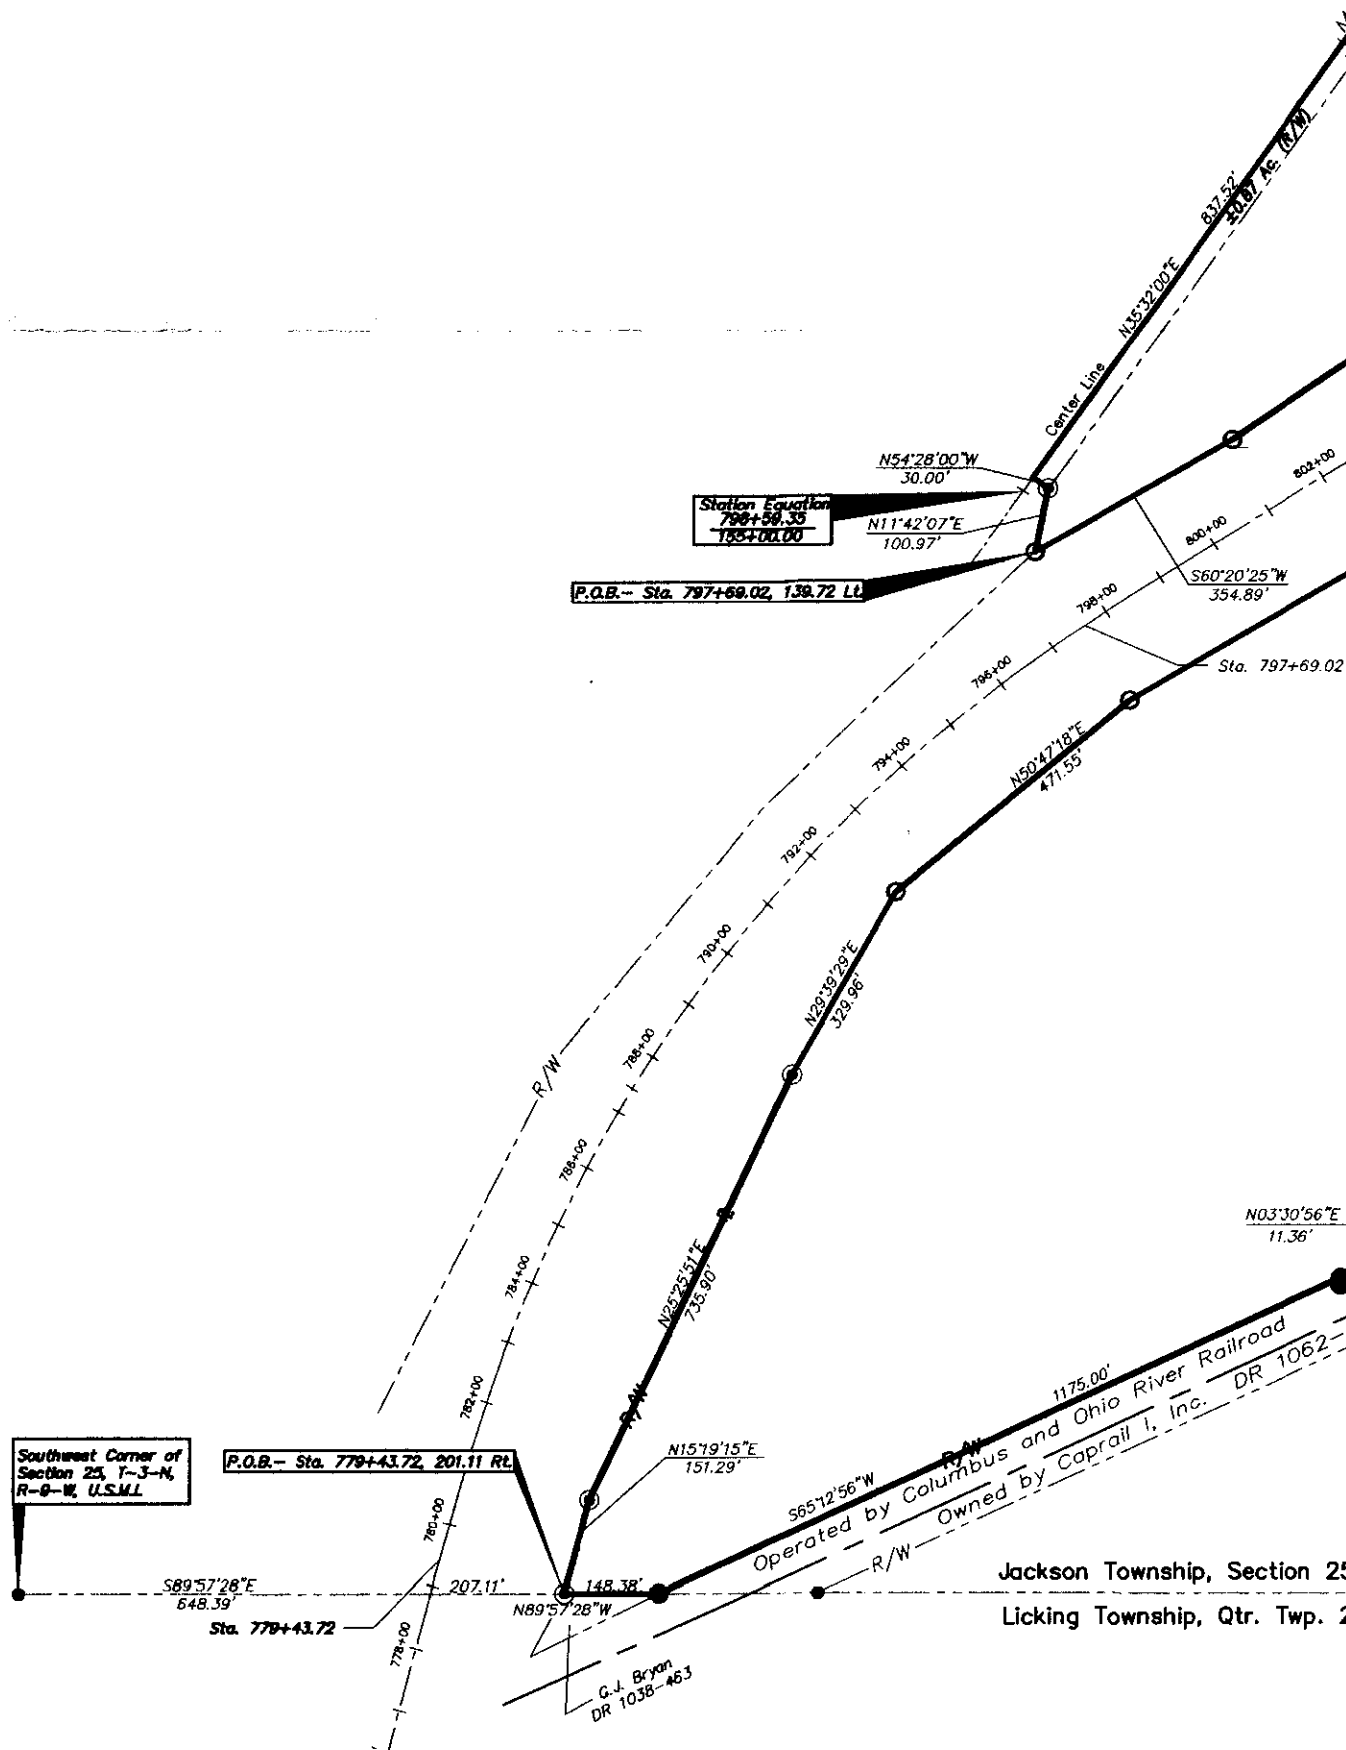 837.52'
±0.87 Ac. (R/W)
N35°32'00"E
Center Line
N54°28'00"W
30.00'
802+00
Station Equation
796+59.35
155+00.00
N11°42'07"E
100.97'
800+00
S60°20'25"W
354.89'
P.O.B.-- Sta. 797+69.02, 139.72 Lt.
798+00
Sta. 797+69.02
796+00
N50°47'18"E
471.55'
794+00
792+00
790+00
N29°39'29"E
329.96'
788+00
R/W
786+00
N03°30'56"E
11.36'
784+00
N25°25'51"E
735.90'
1175.00'
782+00
R/W
R/W
S65°12'56"W
Operated by Columbus and Ohio River Railroad
Owned by Caprail I, Inc. DR 1062-
R/W
Southwest Corner of
Section 25, T-3-N,
R-9-W, U.S.M.L
P.O.B.- Sta. 779+43.72, 201.11 Rt.
N15°19'15"E
151.29'
780+00
S89°57'28"E
648.39'
207.11'
148.38'
N89°57'28"W
Jackson Township, Section 25
Licking Township, Qtr. Twp. 2
Sta. 779+43.72
778+00
G.J. Bryan
DR 1038-463